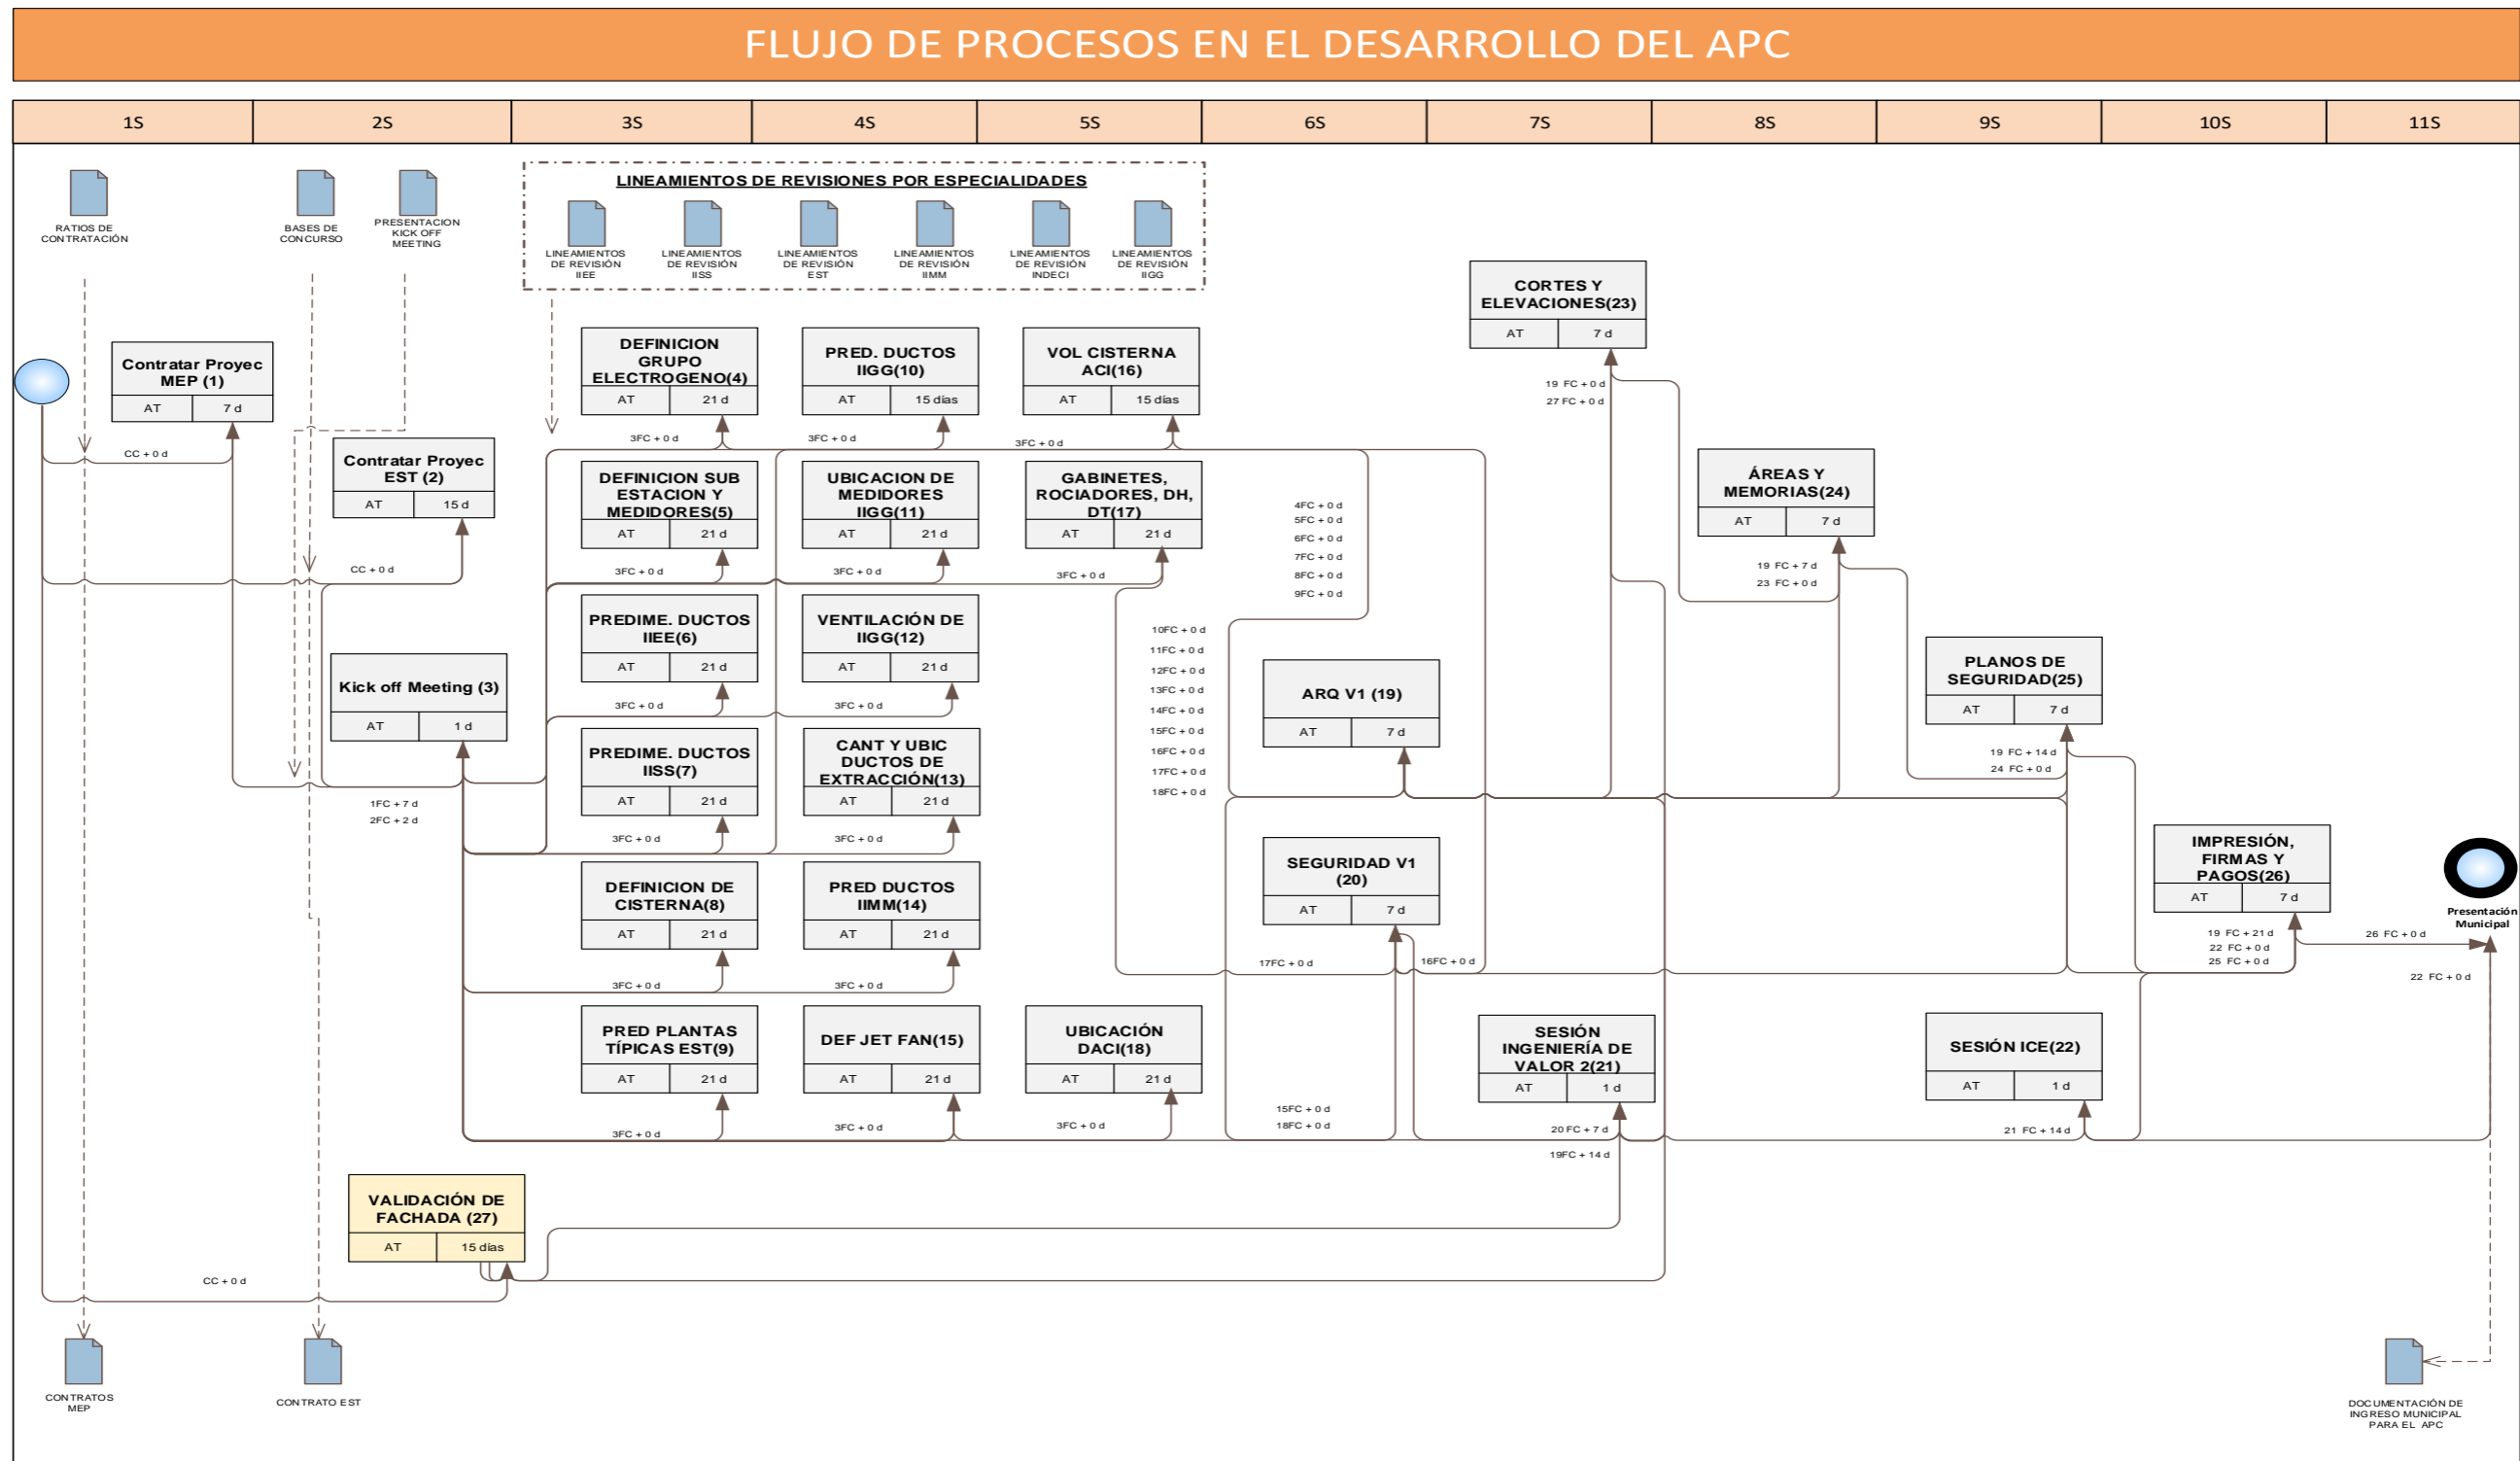 FLUJO DE PROCESOS EN EL DESARROLLO DEL APC
1S
2S
3S
4S
5S
6S
7S
8S
9S
10S
11S
RATIOS DE
CONTRATACIÓN
BASES DE
CONCURSO
PRESENTACION
KICK OFF
MEETING
LINEAMIENTOS DE REVISIONES POR ESPECIALIDADES
LINEAMIENTOS
DE REVISIÓN
IIEE
LINEAMIENTOS
DE REVISIÓN
IISS
LINEAMIENTOS
DE REVISIÓN
EST
LINEAMIENTOS
DE REVISIÓN
IIMM
LINEAMIENTOS
DE REVISIÓN
INDECI
LINEAMIENTOS
DE REVISIÓN
IIGG
Contratar Proyec
MEP (1)
AT
7 d
CC + 0 d
Contratar Proyec
EST (2)
AT
15 d
CC + 0 d
Kick off Meeting (3)
AT
1 d
1FC + 7 d
2FC + 2 d
VALIDACIÓN DE
FACHADA (27)
AT
15 días
CC + 0 d
DEFINICION
GRUPO
ELECTROGENO(4)
AT
21 d
3FC + 0 d
DEFINICION SUB
ESTACION Y
MEDIDORES(5)
AT
21 d
3FC + 0 d
PREDIME. DUCTOS
IIEE(6)
AT
21 d
3FC + 0 d
PREDIME. DUCTOS
IISS(7)
AT
21 d
3FC + 0 d
DEFINICION DE
CISTERNA(8)
AT
21 d
3FC + 0 d
PRED PLANTAS
TÍPICAS EST(9)
AT
21 d
3FC + 0 d
PRED. DUCTOS
IIGG(10)
AT
15 días
3FC + 0 d
UBICACION DE
MEDIDORES
IIGG(11)
AT
21 d
3FC + 0 d
VENTILACIÓN DE
IIGG(12)
AT
21 d
3FC + 0 d
CANT Y UBIC
DUCTOS DE
EXTRACCIÓN(13)
AT
21 d
3FC + 0 d
PRED DUCTOS
IIMM(14)
AT
21 d
3FC + 0 d
DEF JET FAN(15)
AT
21 d
3FC + 0 d
VOL CISTERNA
ACI(16)
AT
15 días
3FC + 0 d
GABINETES,
ROCIADORES, DH,
DT(17)
AT
21 d
3FC + 0 d
UBICACIÓN
DACI(18)
AT
21 d
3FC + 0 d
4FC + 0 d
5FC + 0 d
6FC + 0 d
7FC + 0 d
8FC + 0 d
9FC + 0 d
10FC + 0 d
11FC + 0 d
12FC + 0 d
13FC + 0 d
14FC + 0 d
15FC + 0 d
16FC + 0 d
17FC + 0 d
18FC + 0 d
ARQ V1 (19)
AT
7 d
SEGURIDAD V1
(20)
AT
7 d
17FC + 0 d
16FC + 0 d
15FC + 0 d
18FC + 0 d
CORTES Y
ELEVACIONES(23)
AT
7 d
19 FC + 0 d
27 FC + 0 d
SESIÓN
INGENIERÍA DE
VALOR 2(21)
AT
1 d
20 FC + 7 d
19FC + 14 d
ÁREAS Y
MEMORIAS(24)
AT
7 d
19 FC + 7 d
23 FC + 0 d
PLANOS DE
SEGURIDAD(25)
AT
7 d
19 FC + 14 d
24 FC + 0 d
SESIÓN ICE(22)
AT
1 d
21 FC + 14 d
IMPRESIÓN,
FIRMAS Y
PAGOS(26)
AT
7 d
19 FC + 21 d
22 FC + 0 d
25 FC + 0 d
26 FC + 0 d
22 FC + 0 d
Presentación
Municipal
CONTRATOS
MEP
CONTRATO EST
DOCUMENTACIÓN DE
INGRESO MUNICIPAL
PARA EL APC